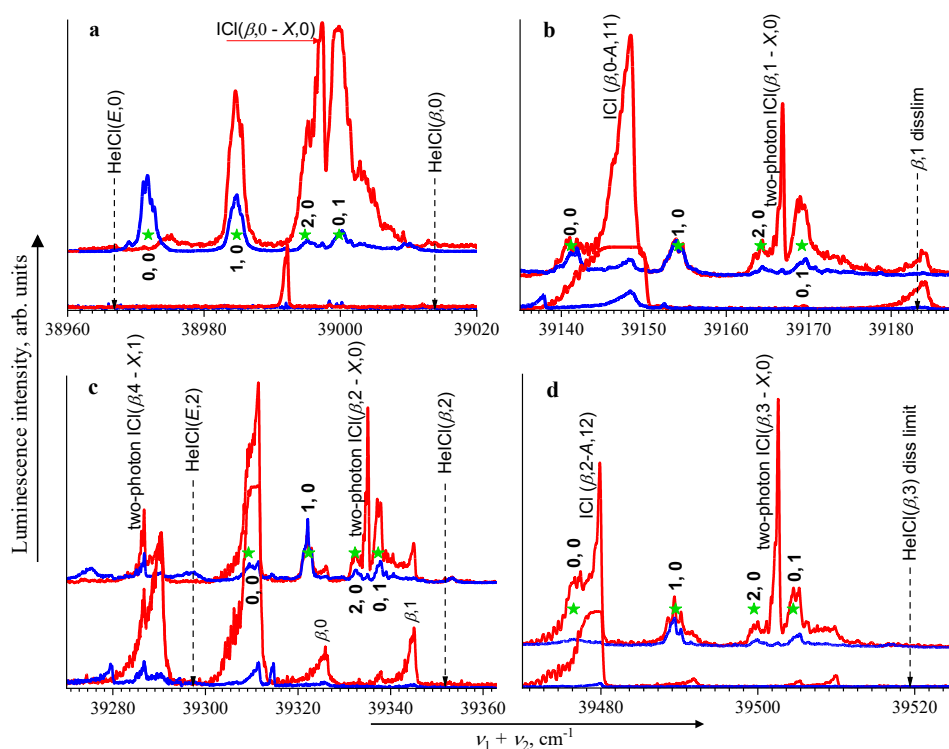 Luminescence intensity, arb. units
a
ICl(β,0 - X,0)
HeICl(E,0)
HeICl(β,0)
0, 0
1, 0
2, 0
0, 1
38960 38980 39000 39020
b
ICl (β,0-A,11)
two-photon ICl(β,1 - X,0)
β,1 disslim
0, 0
1, 0
2, 0
0, 1
39140 39150 39160 39170 39180
c
two-photon ICl(β,4 - X,1)
HeICl(E,2)
two-photon ICl(β,2 - X,0)
HeICl(β,2)
0, 0
1, 0
2, 0
0, 1
β,0
β,1
39280 39300 39320 39340 39360
d
ICl (β,2-A,12)
two-photon ICl(β,3 - X,0)
HeICl(β,3) diss limit
0, 0
1, 0
2, 0
0, 1
39480 39500 39520
ν1 + ν2, cm-1